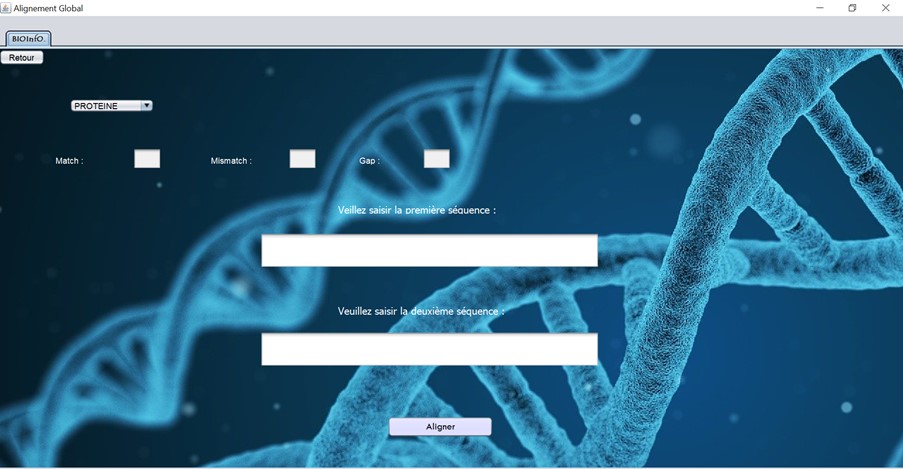 Alignement Global
BIOInfO.
Retour
PROTEINE
Match : Mismatch : Gap :
Veillez saisir la première séquence :
Veuillez saisir la deuxième séquence :
Aligner